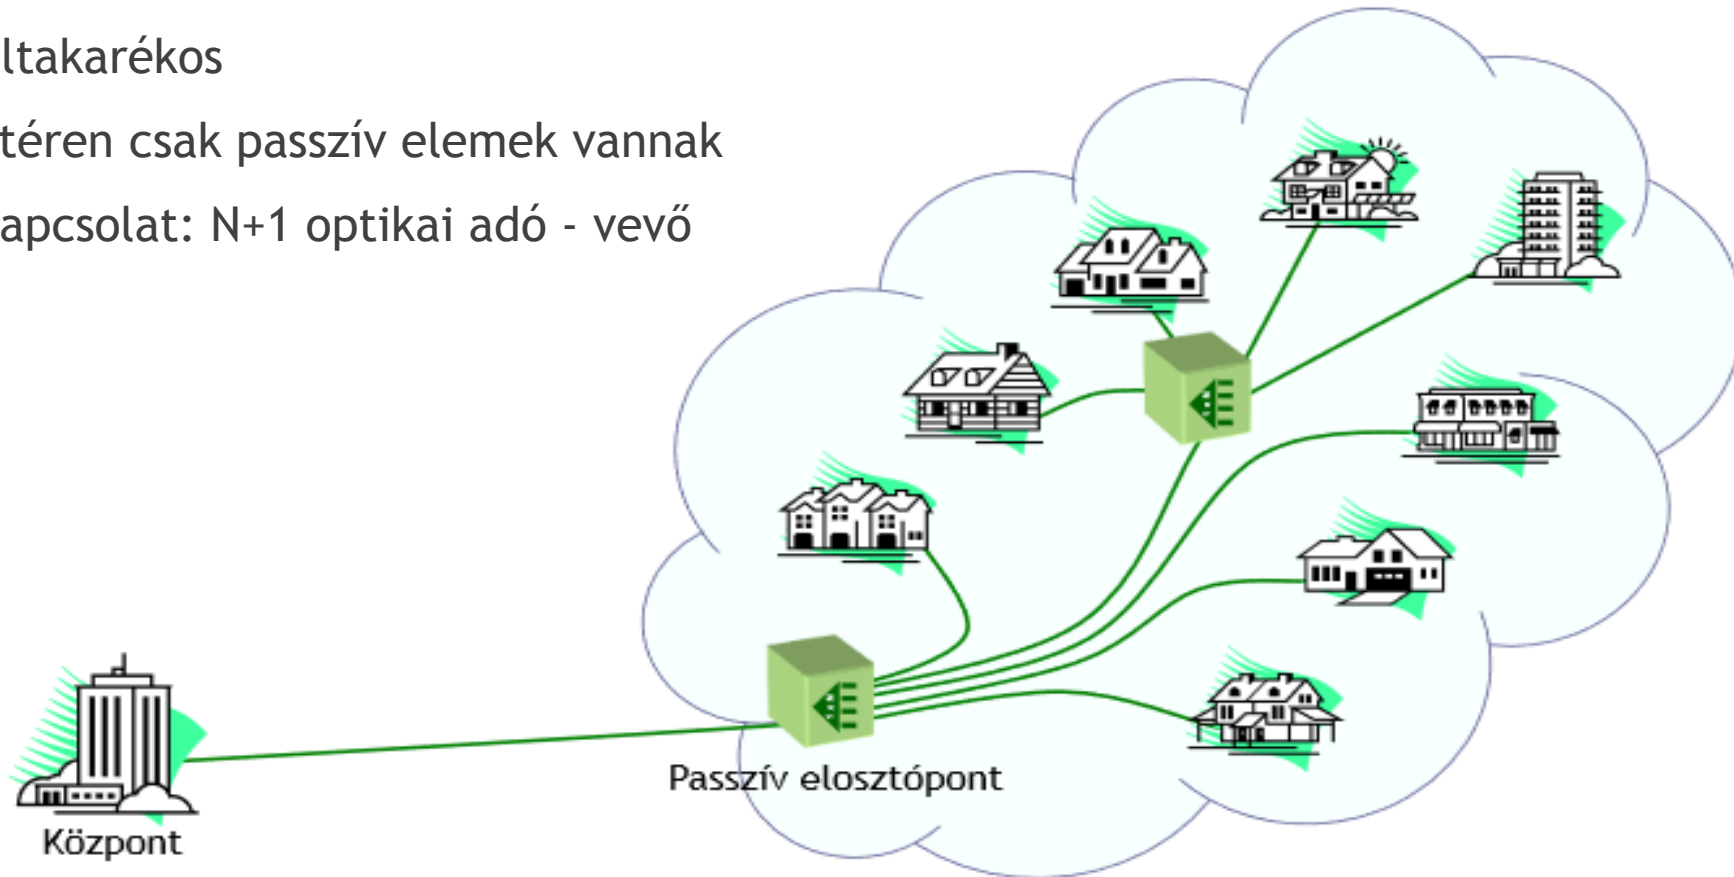 ltakarékos
téren csak passzív elemek vannak
apcsolat: N+1 optikai adó - vevő
Passzív elosztópont
Központ